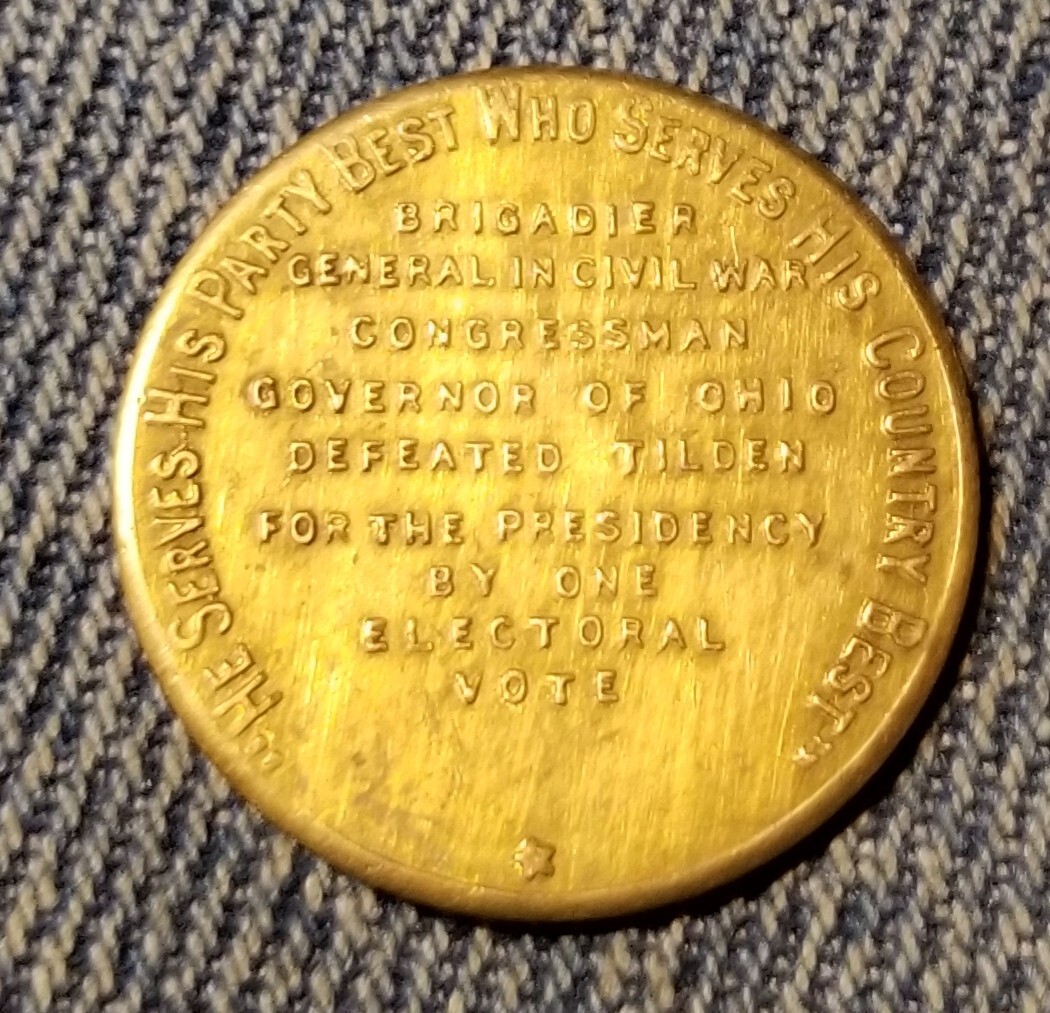 "HE SERVES HIS PARTY BEST WHO SERVES HIS COUNTRY BEST"
BRIGADIER
GENERAL IN CIVIL WAR
CONGRESSMAN
GOVERNOR OF OHIO
DEFEATED TILDEN
FOR THE PRESIDENCY
BY ONE
ELECTORAL
VOTE